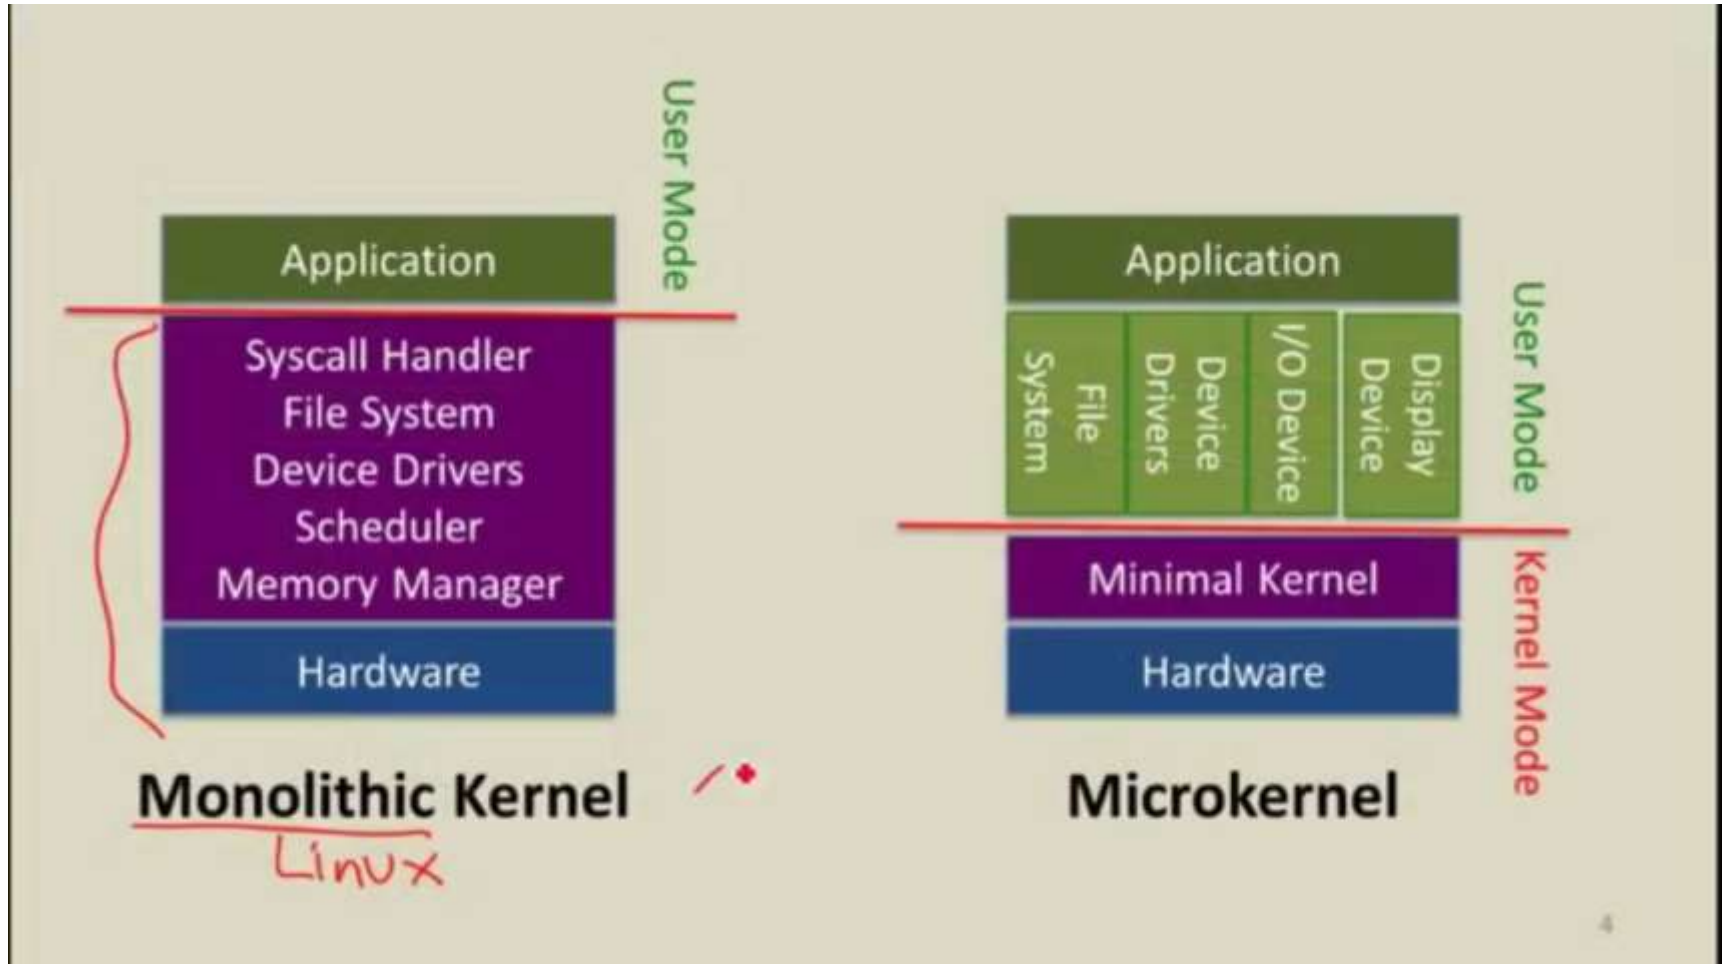 User Mode
Application
Syscall Handler
File System
Device Drivers
Scheduler
Memory Manager
Hardware
Monolithic Kernel
Linux
Application
File
System
Device
Drivers
I/O Device
Display
Device
User Mode
Minimal Kernel
Kernel Mode
Hardware
Microkernel
4